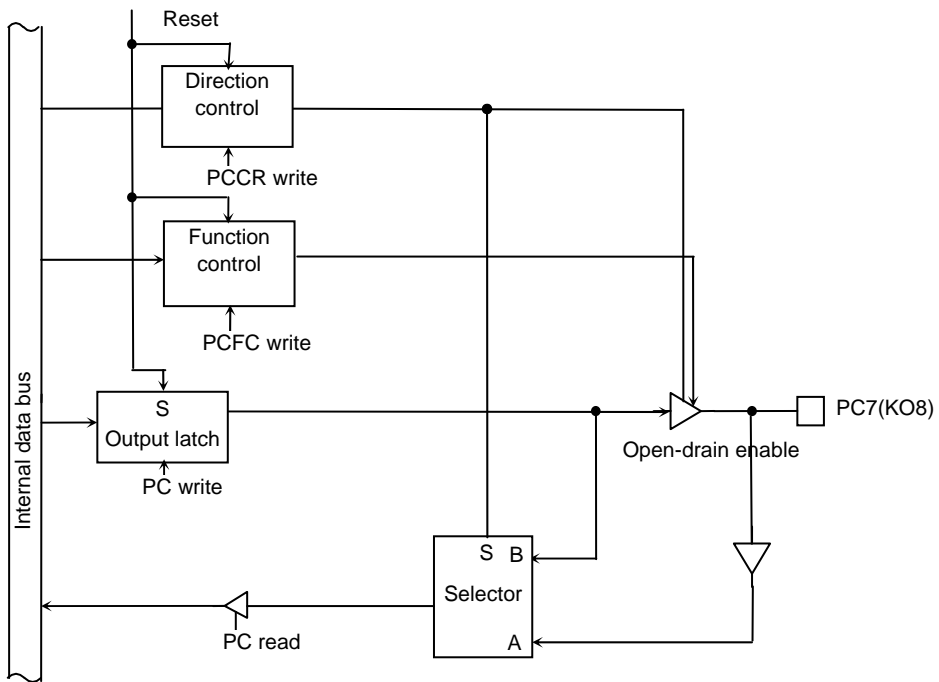 Reset
Direction
control
PCCR write
Function
control
PCFC write
Internal data bus
S
Output latch
PC write
PC7(KO8)
Open-drain enable
S B
Selector
A
PC read